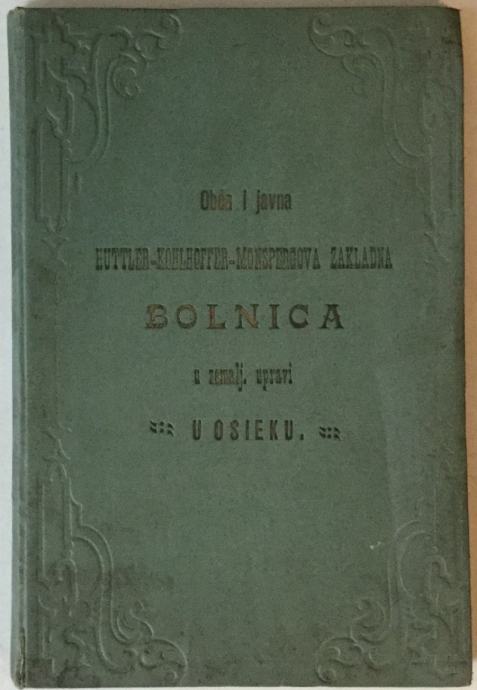 Obća i javna
HUTTLER-KOHLHOFFER-MONSPERGOVA ZAKLADNA
BOLNICA
u zemalj. upravi
U OSIEKU.